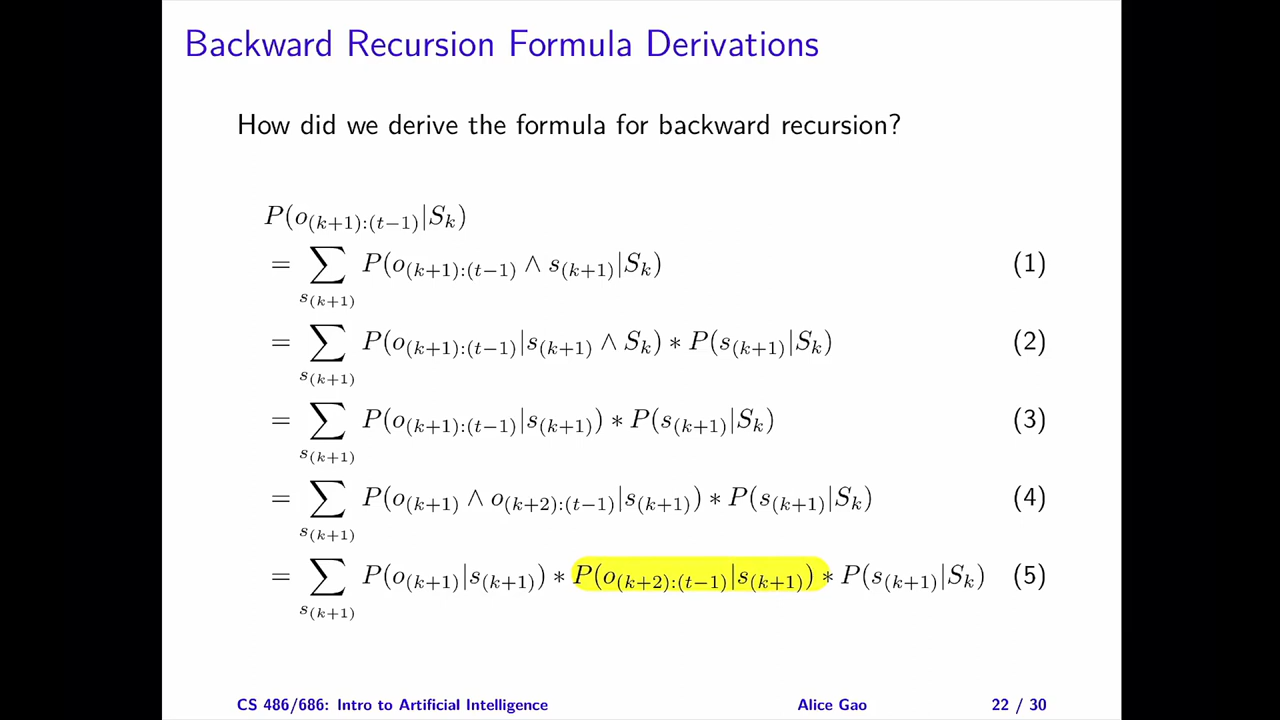 Backward Recursion Formula Derivations
How did we derive the formula for backward recursion?
P(o_{(k+1):(t−1)}|S_k)
= ∑_{s_{(k+1)}} P(o_{(k+1):(t−1)} ∧ s_{(k+1)}|S_k) (1)
= ∑_{s_{(k+1)}} P(o_{(k+1):(t−1)}|s_{(k+1)} ∧ S_k) ∗ P(s_{(k+1)}|S_k) (2)
= ∑_{s_{(k+1)}} P(o_{(k+1):(t−1)}|s_{(k+1)}) ∗ P(s_{(k+1)}|S_k) (3)
= ∑_{s_{(k+1)}} P(o_{(k+1)} ∧ o_{(k+2):(t−1)}|s_{(k+1)}) ∗ P(s_{(k+1)}|S_k) (4)
= ∑_{s_{(k+1)}} P(o_{(k+1)}|s_{(k+1)}) ∗ P(o_{(k+2):(t−1)}|s_{(k+1)}) ∗ P(s_{(k+1)}|S_k) (5)
CS 486/686: Intro to Artificial Intelligence Alice Gao 22 / 30